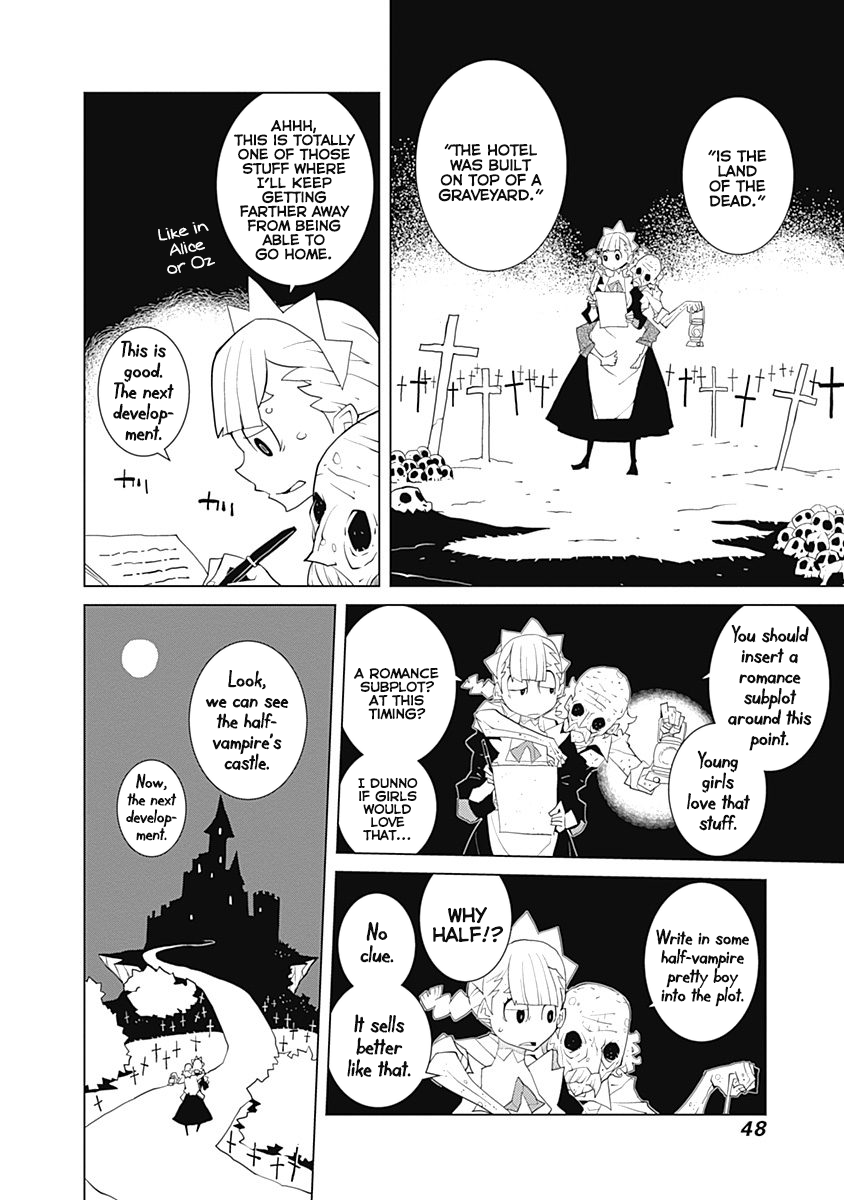 "IS THE
LAND
OF THE
DEAD."
"THE HOTEL
WAS BUILT
ON TOP OF A
GRAVEYARD."
AHHH,
THIS IS TOTALLY
ONE OF THOSE
STUFF WHERE
I'LL KEEP
GETTING
FARTHER AWAY
FROM BEING
ABLE TO
GO HOME.
Like in
Alice
or Oz
This is
good.
The next
develop-
ment.
You should
insert a
romance
subplot
around this
point.
Young
girls
love that
stuff.
A ROMANCE
SUBPLOT?
AT THIS
TIMING?
I DUNNO
IF GIRLS
WOULD
LOVE
THAT...
Write in some
half-vampire
pretty boy
into the plot.
WHY
HALF!?
No
clue.
It sells
better
like that.
Look,
we can see
the half-
vampire's
castle.
Now,
the next
develop-
ment.
48